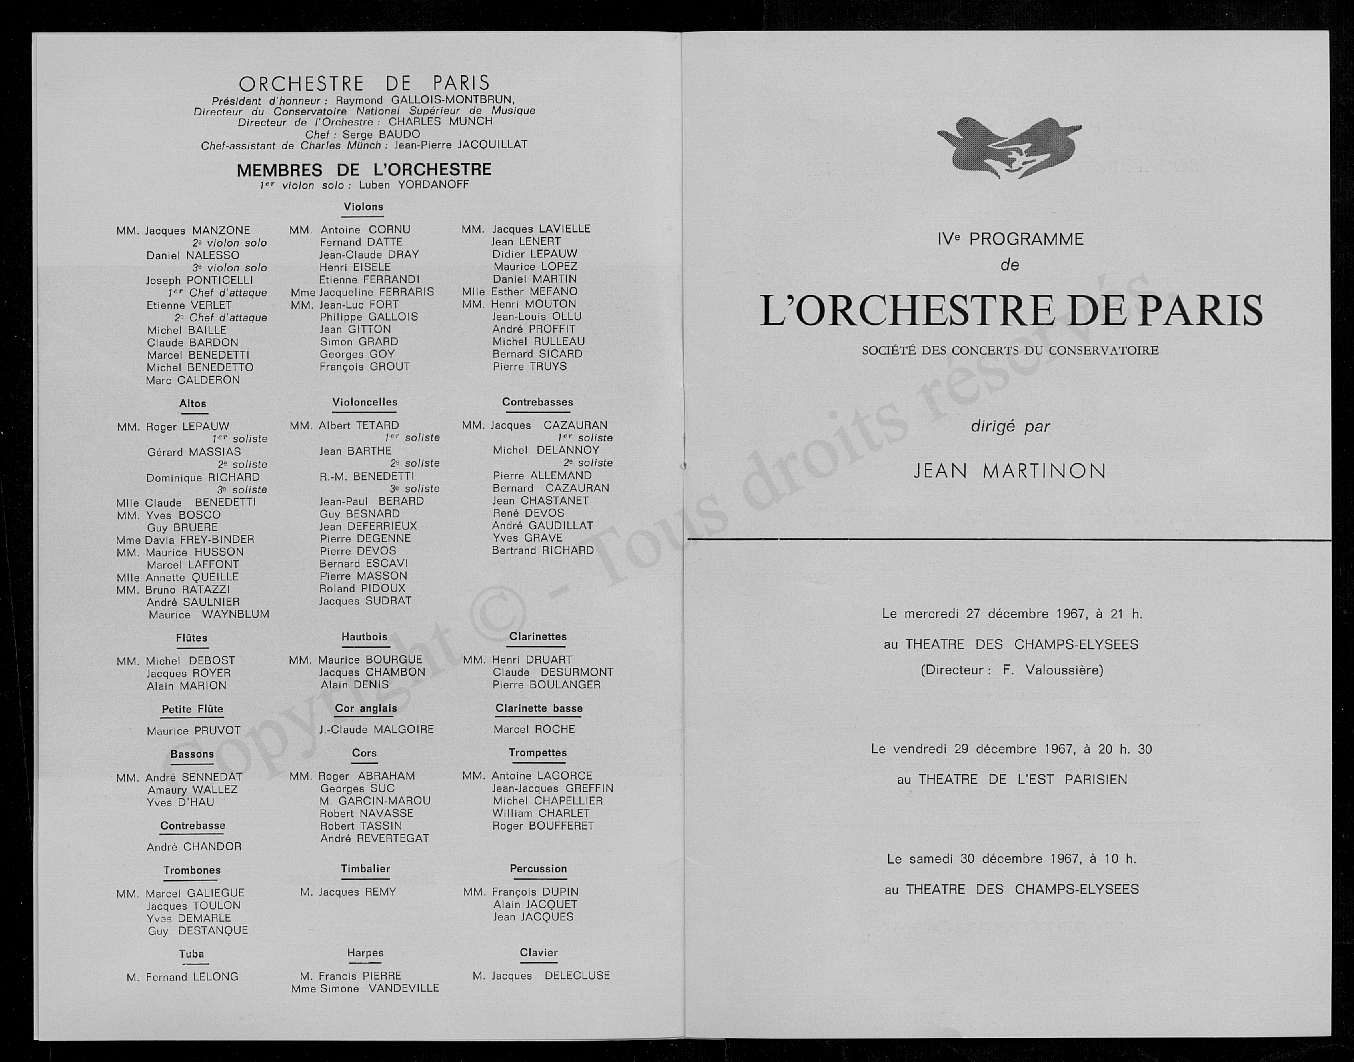 ORCHESTRE DE PARIS
Président d'honneur : Raymond GALLOIS-MONTBRUN,
Directeur du Conservatoire National Supérieur de Musique
Directeur de l'Orchestre : CHARLES MUNCH
Chef : Serge BAUDO
Chef-assistant de Charles Münch : Jean-Pierre JACQUILLAT
MEMBRES DE L'ORCHESTRE
1er violon solo : Luben YORDANOFF
Violons
MM. Jacques MANZONE
2e violon solo
Daniel NALESSO
3e violon solo
Joseph PONTICELLI
1er Chef d'attaque
Etienne VERLET
2e Chef d'attaque
Michel BAILLE
Claude BARDON
Marcel BENEDETTI
Michel BENEDETTO
Marc CALDERON
MM. Antoine CORNU
Fernand DATTE
Jean-Claude DRAY
Henri EISELE
Etienne FERRANDI
Mme Jacqueline FERRARIS
MM. Jean-Luc FORT
Philippe GALLOIS
Jean GITTON
Simon GRARD
Georges GOY
François GROUT
MM. Jacques LAVIELLE
Jean LENERT
Didier LEPAUW
Maurice LOPEZ
Daniel MARTIN
Mlle Esther MEFANO
MM. Henri MOUTON
Jean-Louis OLLU
André PROFFIT
Michel RULLEAU
Bernard SICARD
Pierre TRUYS
Altos
MM. Roger LEPAUW
1er soliste
Gérard MASSIAS
2e soliste
Dominique RICHARD
3e soliste
Mlle Claude BENEDETTI
MM. Yves BOSCO
Guy BRUERE
Mme Davia FREY-BINDER
MM. Maurice HUSSON
Marcel LAFFONT
Mlle Annette QUEILLE
MM. Bruno RATAZZI
André SAULNIER
Maurice WAYNBLUM
Violoncelles
MM. Albert TETARD
1er soliste
Jean BARTHE
2e soliste
R.-M. BENEDETTI
3e soliste
Jean-Paul BERARD
Guy BESNARD
Jean DEFERRIEUX
Pierre DEGENNE
Pierre DEVOS
Bernard ESCAVI
Pierre MASSON
Roland PIDOUX
Jacques SUDRAT
Contrebasses
MM. Jacques CAZAURAN
1er soliste
Michel DELANNOY
2e soliste
Pierre ALLEMAND
Bernard CAZAURAN
Jean CHASTANET
René DEVOS
André GAUDILLAT
Yves GRAVE
Bertrand RICHARD
Flûtes
MM. Michel DEBOST
Jacques ROYER
Alain MARION
Hautbois
MM. Maurice BOURGUE
Jacques CHAMBON
Alain DENIS
Clarinettes
MM. Henri DRUART
Claude DESURMONT
Pierre BOULANGER
Petite Flûte
Maurice PRUVOT
Cor anglais
J.-Claude MALGOIRE
Clarinette basse
Marcel ROCHE
Bassons
MM. André SENNEDAT
Amaury WALLEZ
Yves D'HAU
Contrebasse
André CHANDOR
Cors
MM. Roger ABRAHAM
Georges SUC
M. GARCIN-MAROU
Robert NAVASSE
Robert TASSIN
André REVERTEGAT
Trompettes
MM. Antoine LAGORCE
Jean-Jacques GREFFIN
Michel CHAPELLIER
William CHARLET
Roger BOUFFERET
Trombones
MM. Marcel GALIEGUE
Jacques TOULON
Yves DEMARLE
Guy DESTANQUE
Timbalier
M. Jacques REMY
Percussion
MM. François DUPIN
Alain JACQUET
Jean JACQUES
Tuba
M. Fernand LELONG
Harpes
M. Francis PIERRE
Mme Simone VANDEVILLE
Clavier
M. Jacques DELECLUSE
IVe PROGRAMME
de
L'ORCHESTRE DE PARIS
SOCIÉTÉ DES CONCERTS DU CONSERVATOIRE
dirigé par
JEAN MARTINON
Le mercredi 27 décembre 1967, à 21 h.
au THEATRE DES CHAMPS-ELYSEES
(Directeur : F. Valoussière)
Le vendredi 29 décembre 1967, à 20 h. 30
au THEATRE DE L'EST PARISIEN
Le samedi 30 décembre 1967, à 10 h.
au THEATRE DES CHAMPS-ELYSEES
Copyright © - Tous droits réservés.